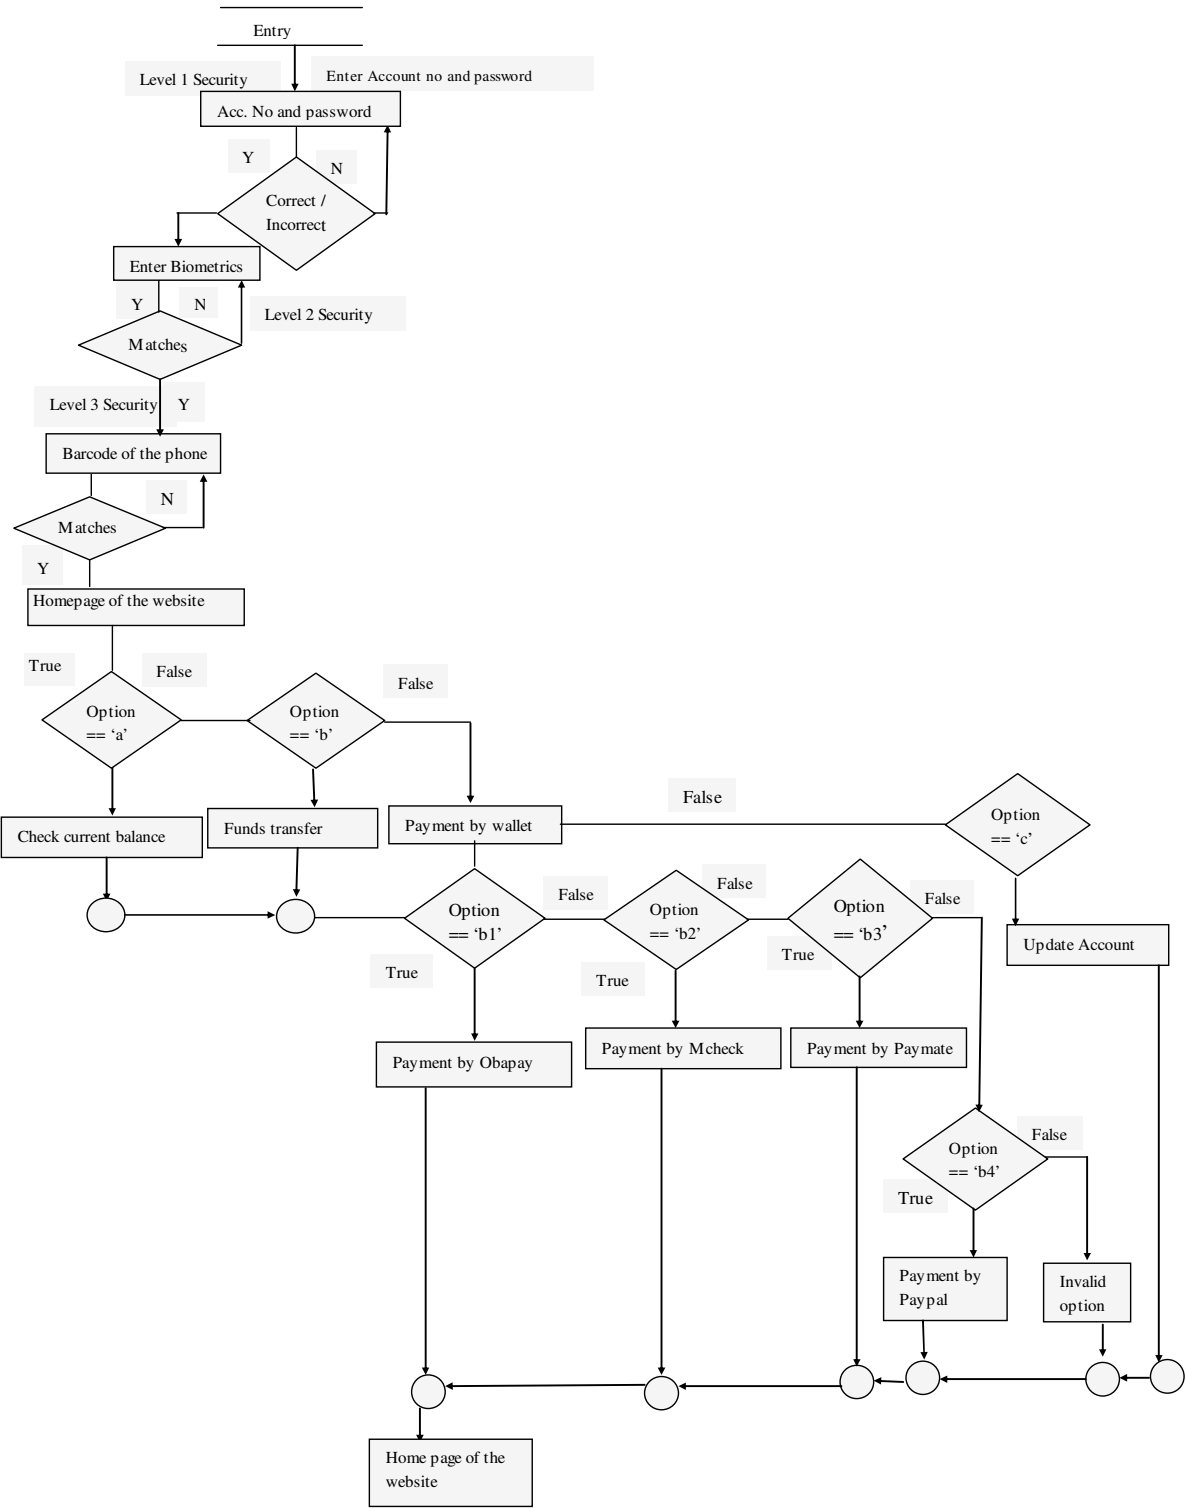 Entry
Level 1 Security
Enter Account no and password
Acc. No and password
Y
N
Correct /
Incorrect
Enter Biometrics
Y
N
Level 2 Security
Matches
Level 3 Security
Y
Barcode of the phone
N
Matches
Y
Homepage of the website
True
False
False
Option
== ‘a’
Option
== ‘b’
False
Option
== ‘c’
Check current balance
Funds transfer
Payment by wallet
False
False
False
Option
== ‘b1’
Option
== ‘b2’
Option
== ‘b3’
Update Account
True
True
True
Payment by Obapay
Payment by Mcheck
Payment by Paymate
False
Option
== ‘b4’
True
Payment by
Paypal
Invalid
option
Home page of the
website